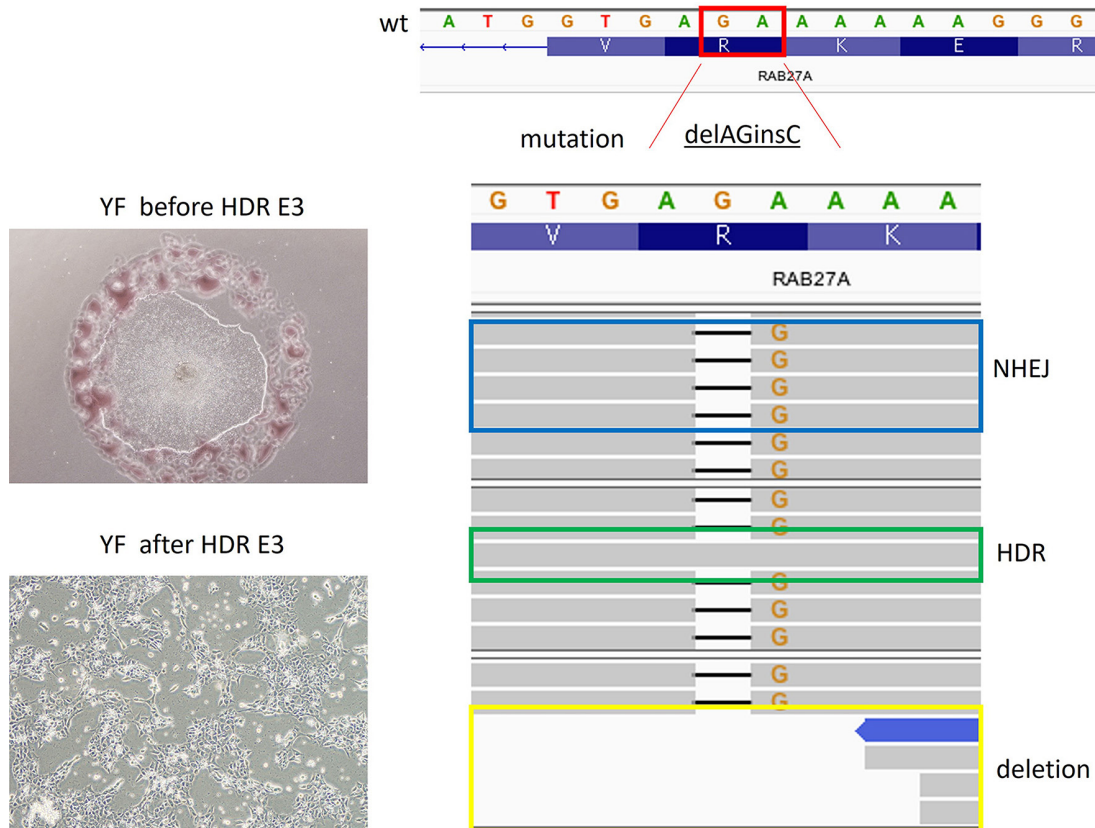 wt
A T G G T G A G A A A A A A G G G
V R K E R
RAB27A
mutation delAGinsC
YF before HDR E3
G T G A G A A A A
V R K
RAB27A
G
NHEJ
G
G
G
G
G
YF after HDR E3
G
G
HDR
G
G
G
G
G
deletion